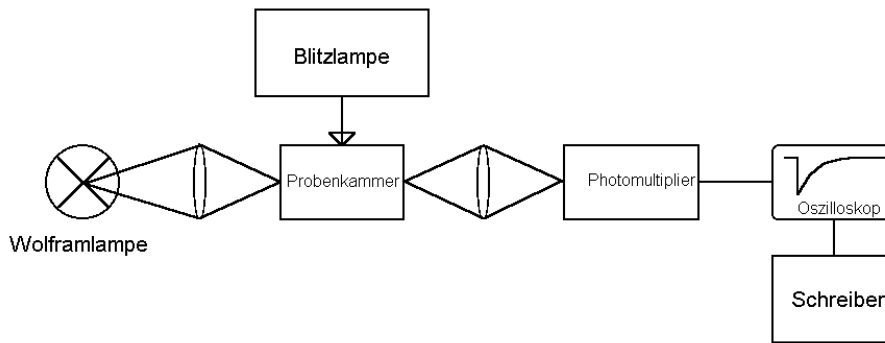 Blitzlampe
Probenkammer
Photomultiplier
Oszilloskop
Wolframlampe
Schreiber